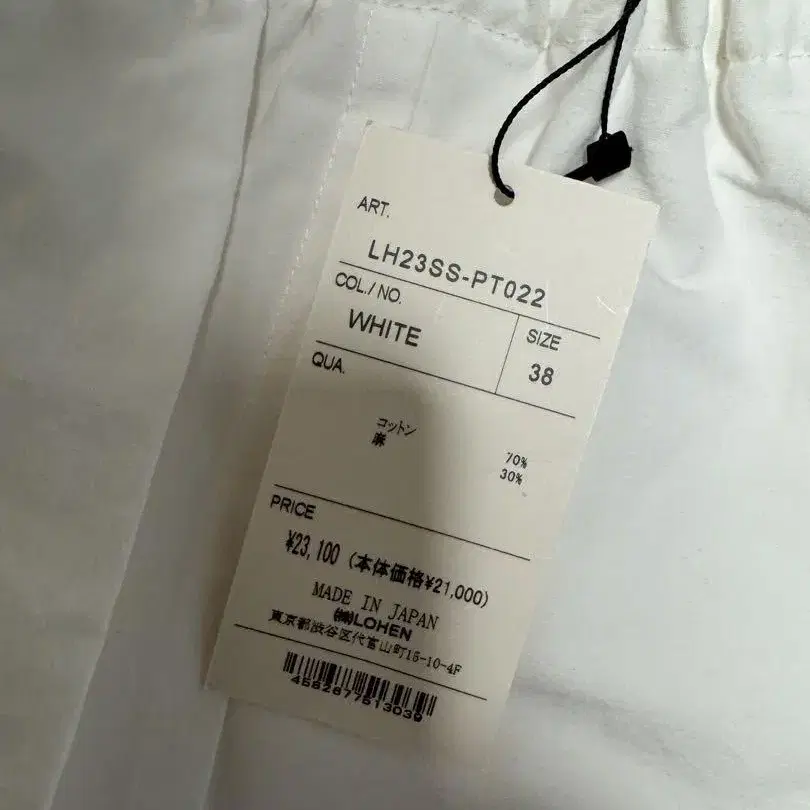 ART.
LH23SS-PT022
COL./NO.
WHITE
SIZE
38
QUA.
コットン 70%
麻 30%
PRICE
¥23,100 (本体価格¥21,000)
MADE IN JAPAN
㈱LOHEN
東京都渋谷区代官山町15-10-4F
4582677513039